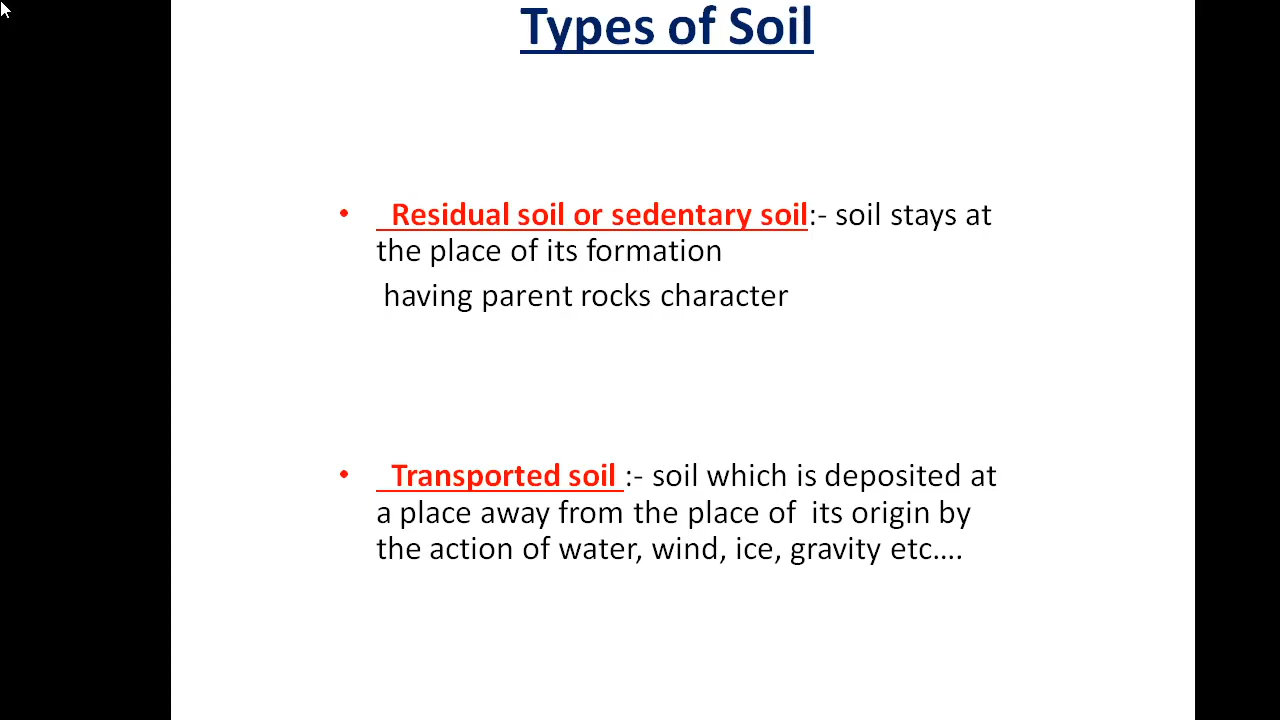 Types of Soil
• Residual soil or sedentary soil:- soil stays at
the place of its formation
having parent rocks character
• Transported soil :- soil which is deposited at
a place away from the place of its origin by
the action of water, wind, ice, gravity etc....